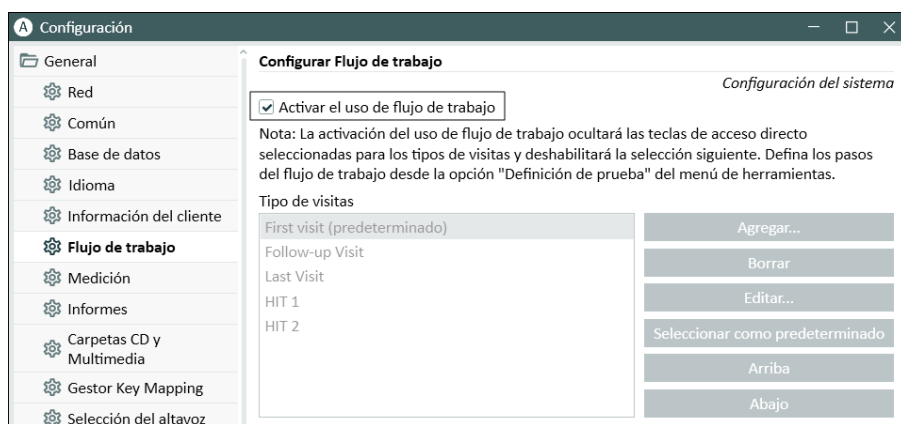 A Configuración
General
Red
Común
Base de datos
Idioma
Información del cliente
Flujo de trabajo
Medición
Informes
Carpetas CD y
Multimedia
Gestor Key Mapping
Selección del altavoz
Configurar Flujo de trabajo
Configuración del sistema
Activar el uso de flujo de trabajo
Nota: La activación del uso de flujo de trabajo ocultará las teclas de acceso directo
seleccionadas para los tipos de visitas y deshabilitará la selección siguiente. Defina los pasos
del flujo de trabajo desde la opción "Definición de prueba" del menú de herramientas.
Tipo de visitas
First visit (predeterminado)
Follow-up Visit
Last Visit
HIT 1
HIT 2
Agregar...
Borrar
Editar...
Seleccionar como predeterminado
Arriba
Abajo